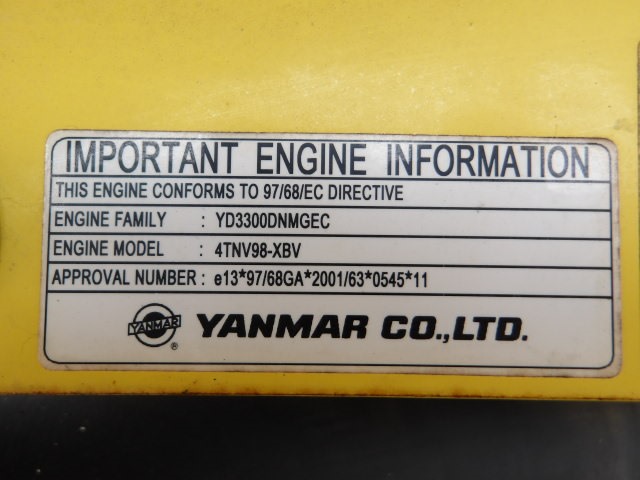 IMPORTANT ENGINE INFORMATION
THIS ENGINE CONFORMS TO 97/68/EC DIRECTIVE
ENGINE FAMILY : YD3300DNMGEC
ENGINE MODEL : 4TNV98-XBV
APPROVAL NUMBER : e13*97/68GA*2001/63*0545*11
YANMAR ® YANMAR CO.,LTD.